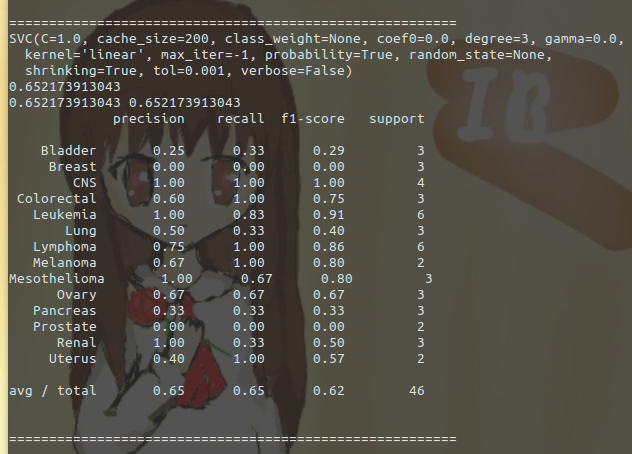 ========================================================
SVC(C=1.0, cache_size=200, class_weight=None, coef0=0.0, degree=3, gamma=0.0,
  kernel='linear', max_iter=-1, probability=True, random_state=None,
  shrinking=True, tol=0.001, verbose=False)
0.652173913043
0.652173913043 0.652173913043
             precision    recall  f1-score   support

    Bladder       0.25      0.33      0.29         3
     Breast       0.00      0.00      0.00         3
        CNS       1.00      1.00      1.00         4
 Colorectal       0.60      1.00      0.75         3
   Leukemia       1.00      0.83      0.91         6
       Lung       0.50      0.33      0.40         3
   Lymphoma       0.75      1.00      0.86         6
   Melanoma       0.67      1.00      0.80         2
Mesothelioma       1.00      0.67      0.80         3
      Ovary       0.67      0.67      0.67         3
   Pancreas       0.33      0.33      0.33         3
   Prostate       0.00      0.00      0.00         2
      Renal       1.00      0.33      0.50         3
     Uterus       0.40      1.00      0.57         2

avg / total       0.65      0.65      0.62        46

========================================================
IB